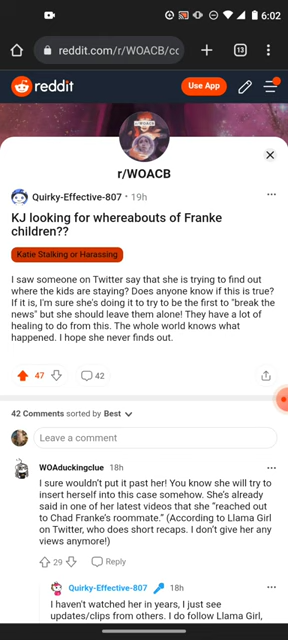 6:02
reddit.com/r/WOACB/cc
13
reddit
Use App
r/WOACB
Quirky-Effective-807 · 19h
KJ looking for whereabouts of Franke
children??
Katie Stalking or Harassing
I saw someone on Twitter say that she is trying to find out
where the kids are staying? Does anyone know if this is true?
If it is, I'm sure she's doing it to try to be the first to "break the
news" but she should leave them alone! They have a lot of
healing to do from this. The whole world knows what
happened. I hope she never finds out.
47
42
42 Comments sorted by Best
Leave a comment
WOAduckingclue 18h
I sure wouldn't put it past her! You know she will try to
insert herself into this case somehow. She's already
said in one of her latest videos that she "reached out
to Chad Franke's roommate." (According to Llama Girl
on Twitter, who does short recaps. I don't give her any
views anymore!)
29
Reply
Quirky-Effective-807 18h
I haven't watched her in years, I just see
updates/clips from others. I do follow Llama Girl,